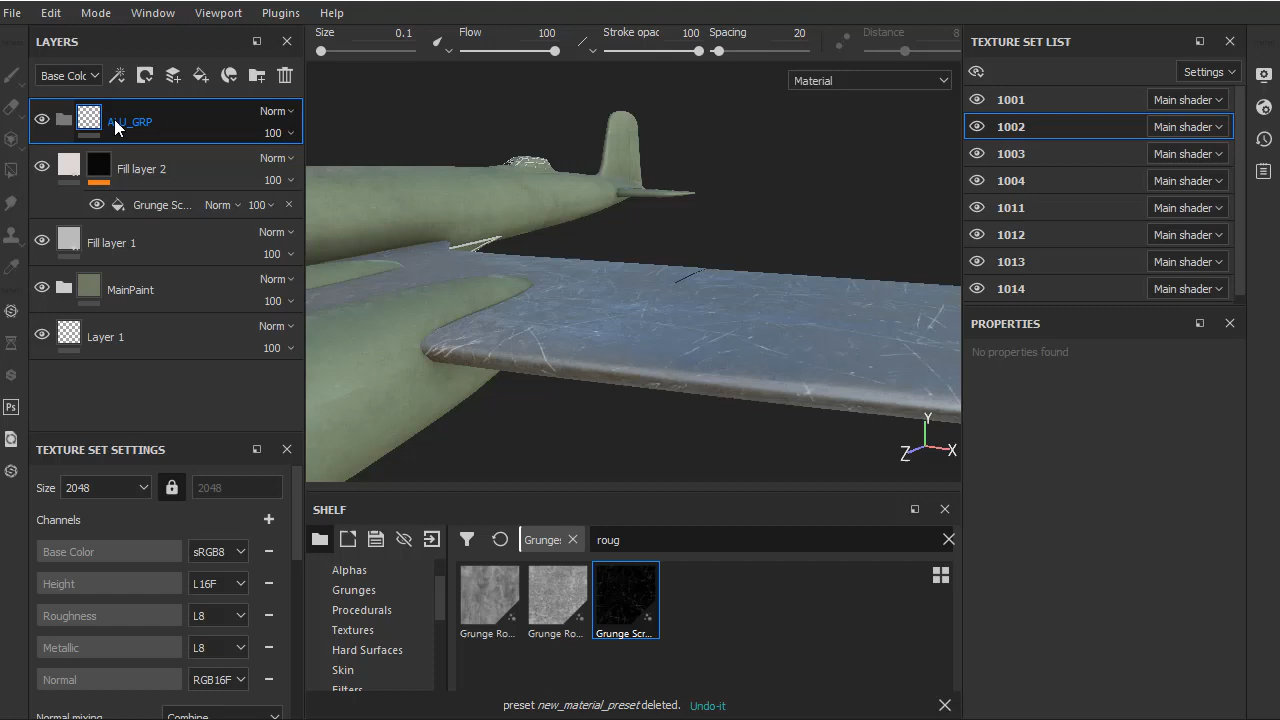 File Edit Mode Window Viewport Plugins Help
LAYERS
Base Colc
Norm
ALU_GRP
100
Norm
Fill layer 2
100
Grunge Sc... Norm 100
Norm
Fill layer 1
100
Norm
MainPaint
100
Norm
Layer 1
100
TEXTURE SET SETTINGS
Size 2048 2048
Channels
Base Color sRGB8
Height L16F
Roughness L8
Metallic L8
Normal RGB16F
Normal mixing Combine
Size 0.1 Flow 100 Stroke opac 100 Spacing 20 Distance 8
Material
Y
Z X
SHELF
Grunges roug
Alphas
Grunges
Procedurals
Textures
Hard Surfaces
Skin
Filters
Grunge Ro... Grunge Ro... Grunge Scr...
preset new_material_preset deleted. Undo-it
TEXTURE SET LIST
Settings
1001 Main shader
1002 Main shader
1003 Main shader
1004 Main shader
1011 Main shader
1012 Main shader
1013 Main shader
1014 Main shader
PROPERTIES
No properties found
Ps